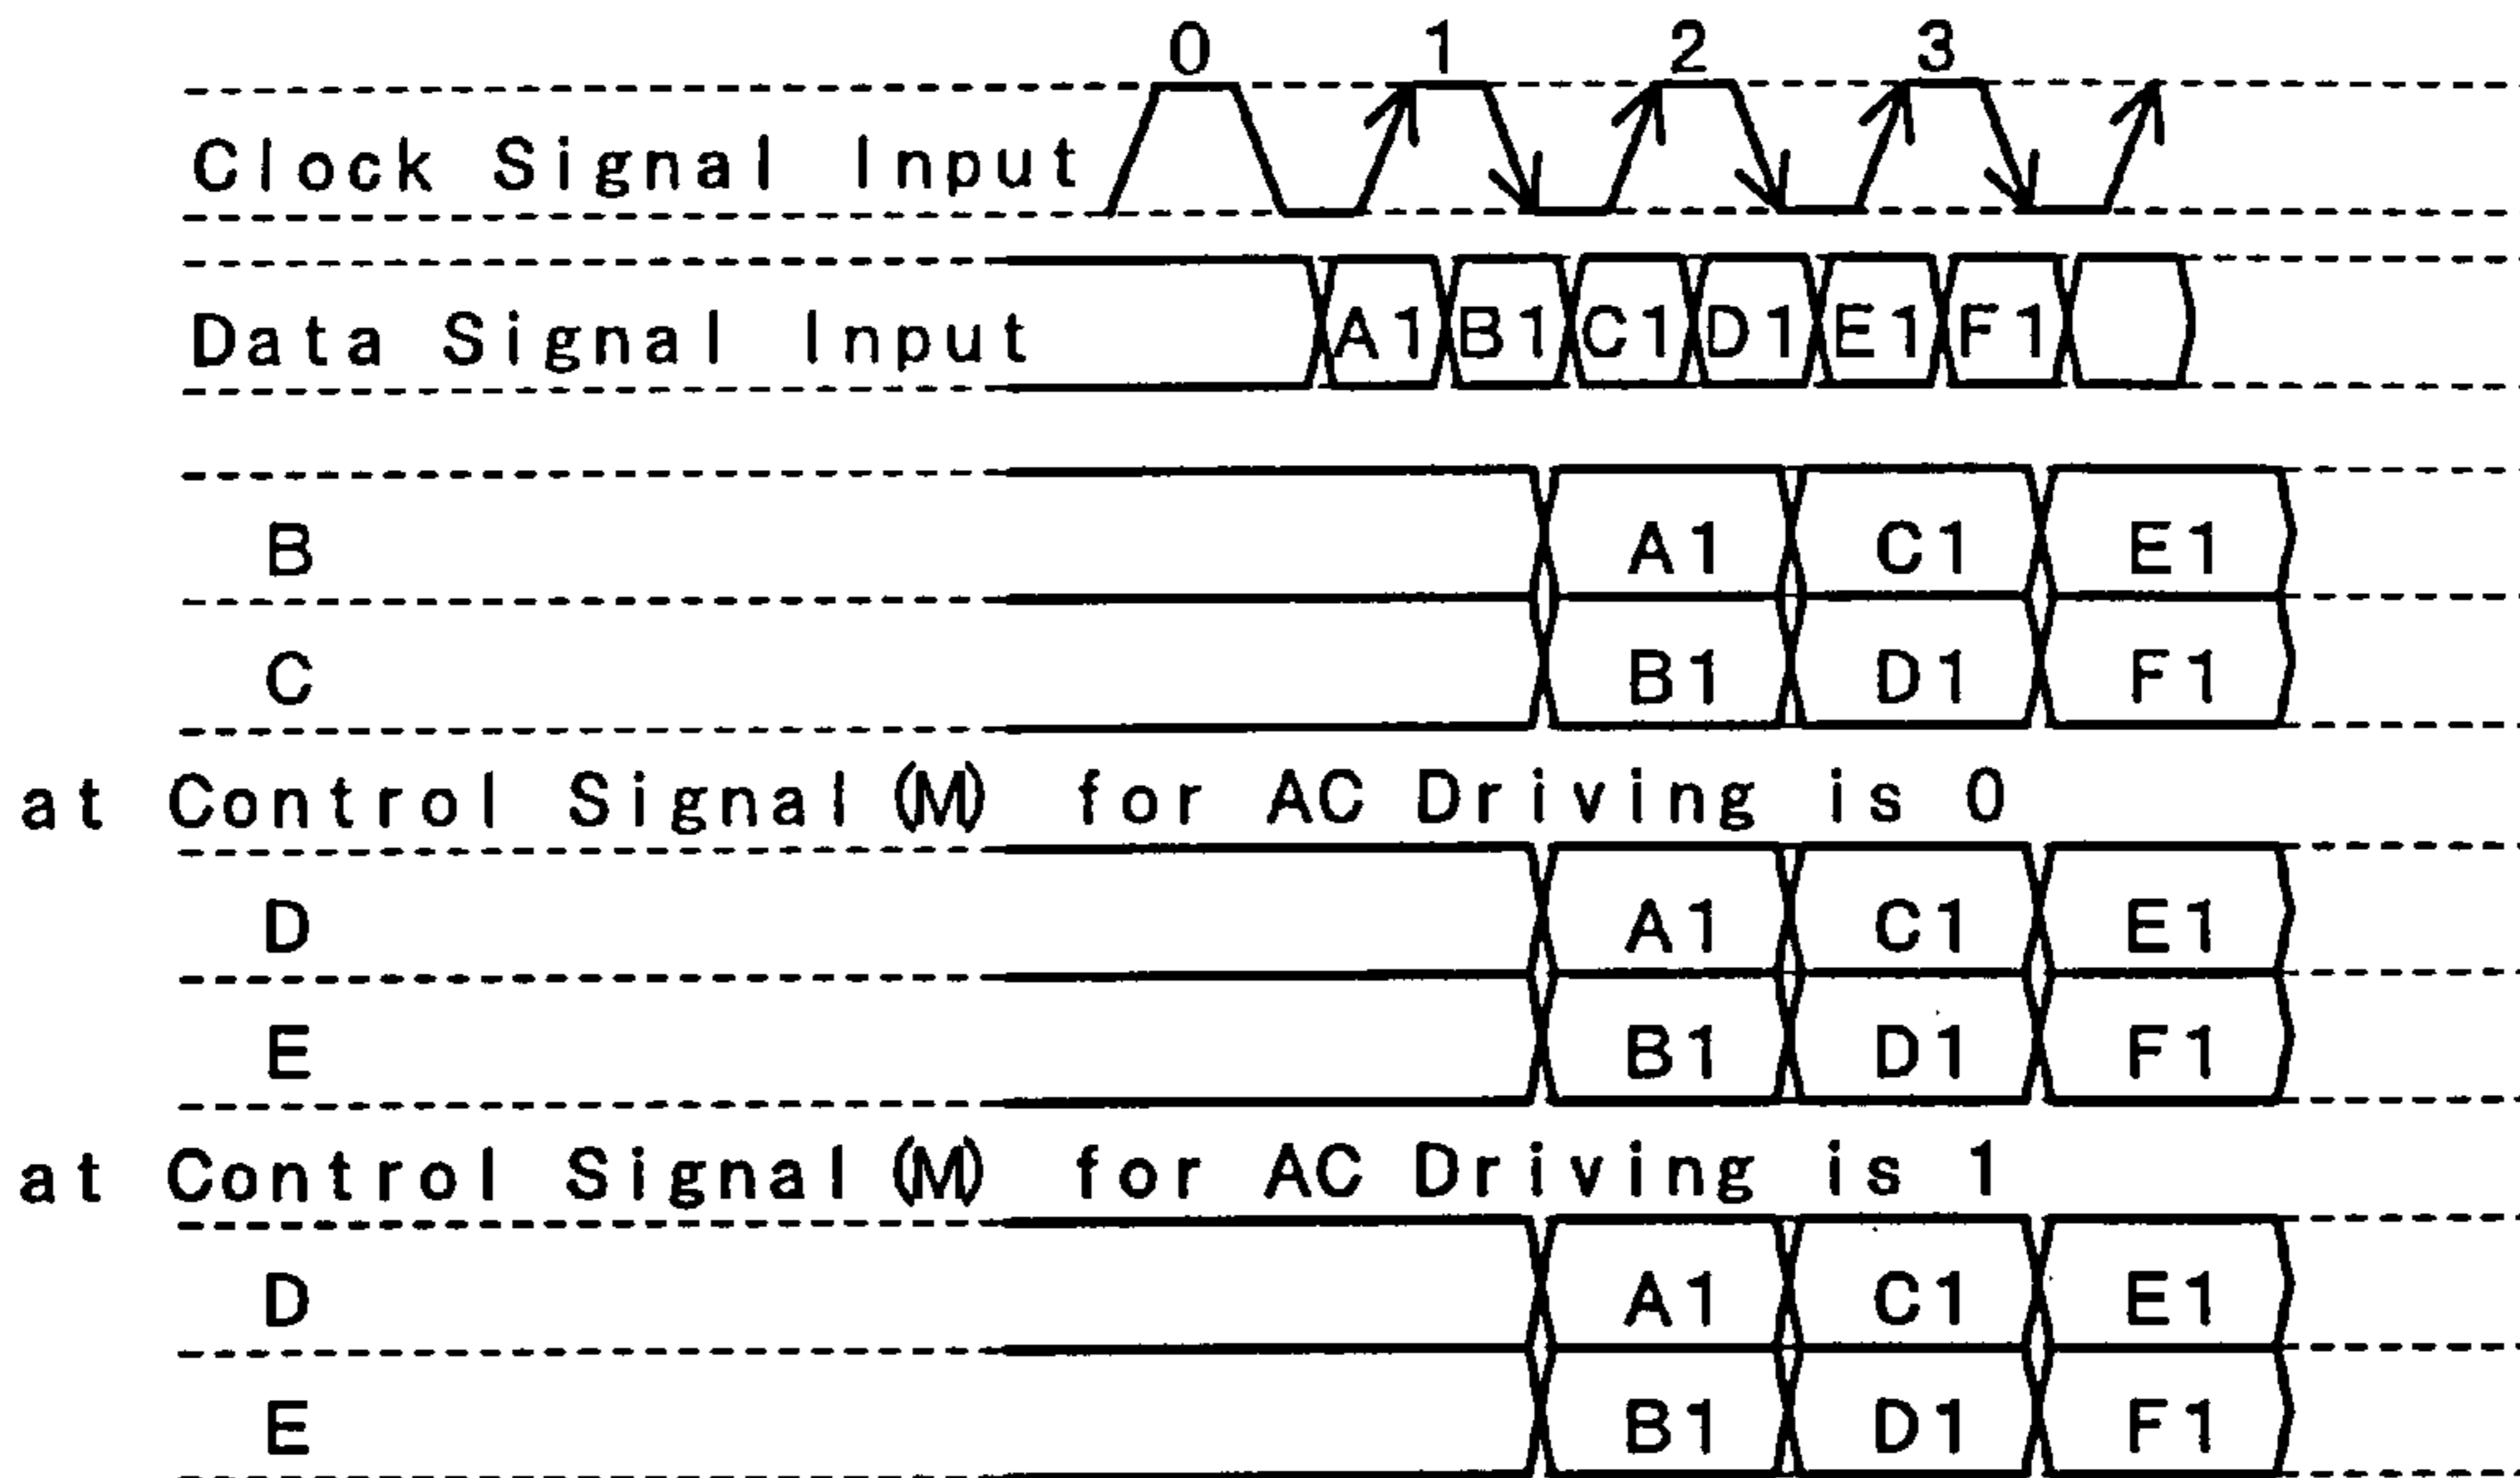 0 1 2 3
Clock Signal Input
Data Signal Input A1 B1 C1 D1 E1 F1
B A1 C1 E1
C B1 D1 F1
at Control Signal (M) for AC Driving is 0
D A1 C1 E1
E B1 D1 F1
at Control Signal (M) for AC Driving is 1
D A1 C1 E1
E B1 D1 F1